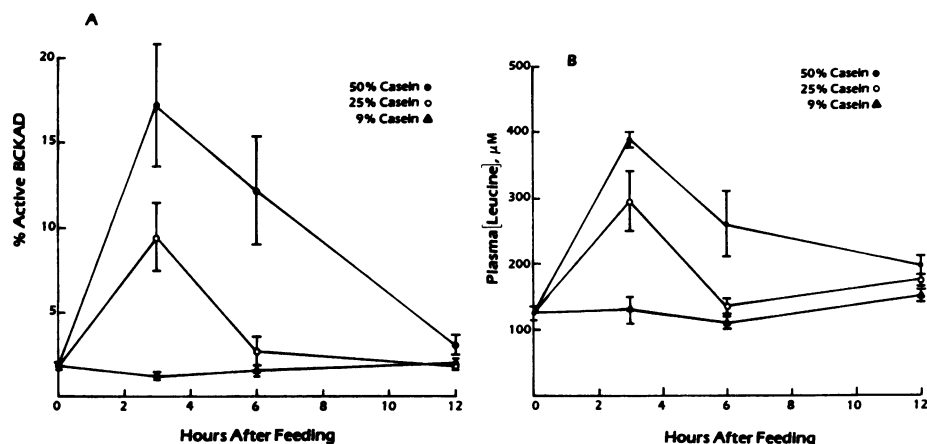 A
20
15
10
5
% Active BCKAD
50% Casein
25% Casein
9% Casein
0 2 4 6 8 10 12
Hours After Feeding
B
500
400
300
200
100
Plasma [Leucine], μM
50% Casein
25% Casein
9% Casein
0 2 4 6 8 10 12
Hours After Feeding